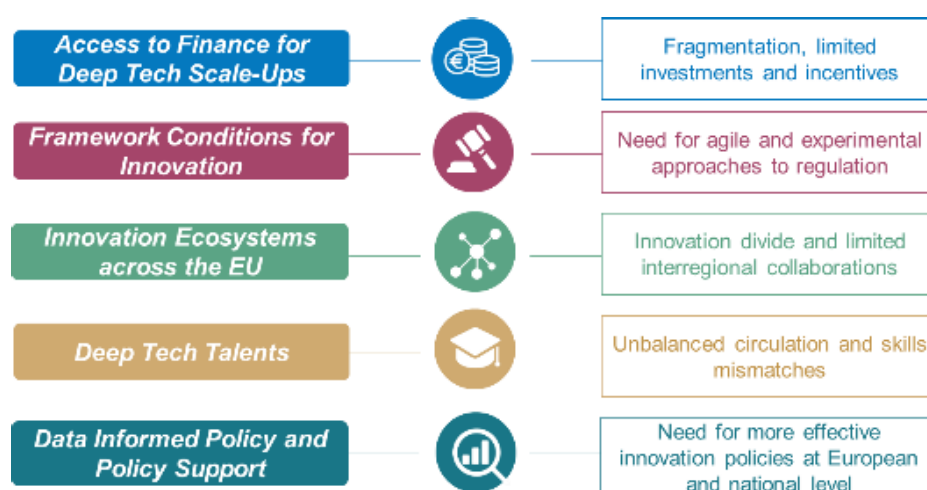 Access to Finance for
Deep Tech Scale-Ups
Fragmentation, limited
investments and incentives
Framework Conditions for
Innovation
Need for agile and experimental
approaches to regulation
Innovation Ecosystems
across the EU
Innovation divide and limited
interregional collaborations
Deep Tech Talents
Unbalanced circulation and skills
mismatches
Data Informed Policy and
Policy Support
Need for more effective
innovation policies at European
and national level